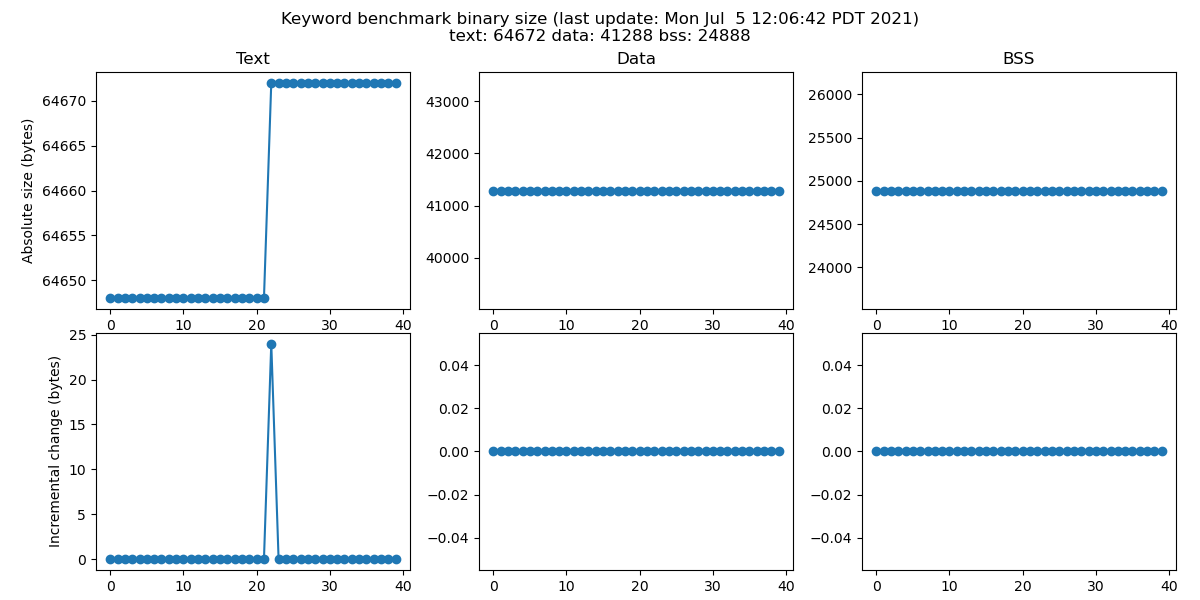 Keyword benchmark binary size (last update: Mon Jul  5 12:06:42 PDT 2021)
text: 64672 data: 41288 bss: 24888
Text
Data
BSS
Absolute size (bytes)
64670
64665
64660
64655
64650
0 10 20 30 40
43000
42000
41000
40000
0 10 20 30 40
26000
25500
25000
24500
24000
0 10 20 30 40
Incremental change (bytes)
25
20
15
10
5
0
0 10 20 30 40
0.04
0.02
0.00
−0.02
−0.04
0 10 20 30 40
0.04
0.02
0.00
−0.02
−0.04
0 10 20 30 40